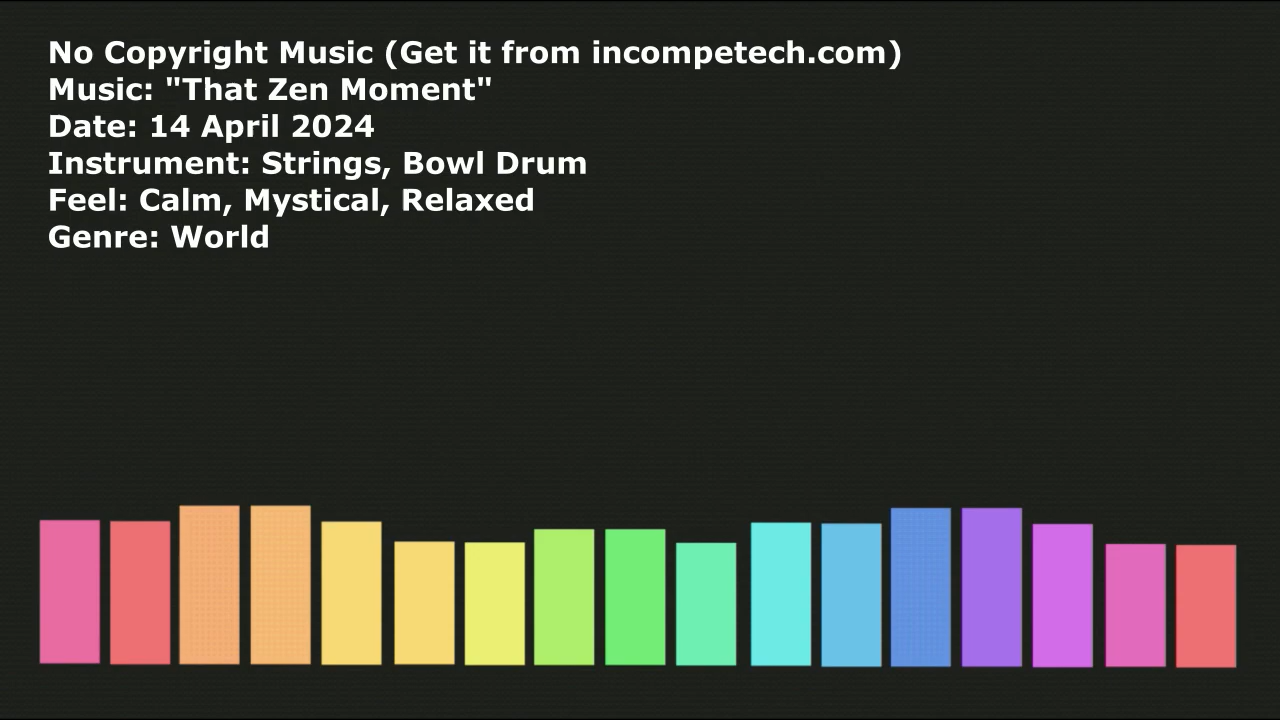 No Copyright Music (Get it from incompetech.com)
Music: "That Zen Moment"
Date: 14 April 2024
Instrument: Strings, Bowl Drum
Feel: Calm, Mystical, Relaxed
Genre: World